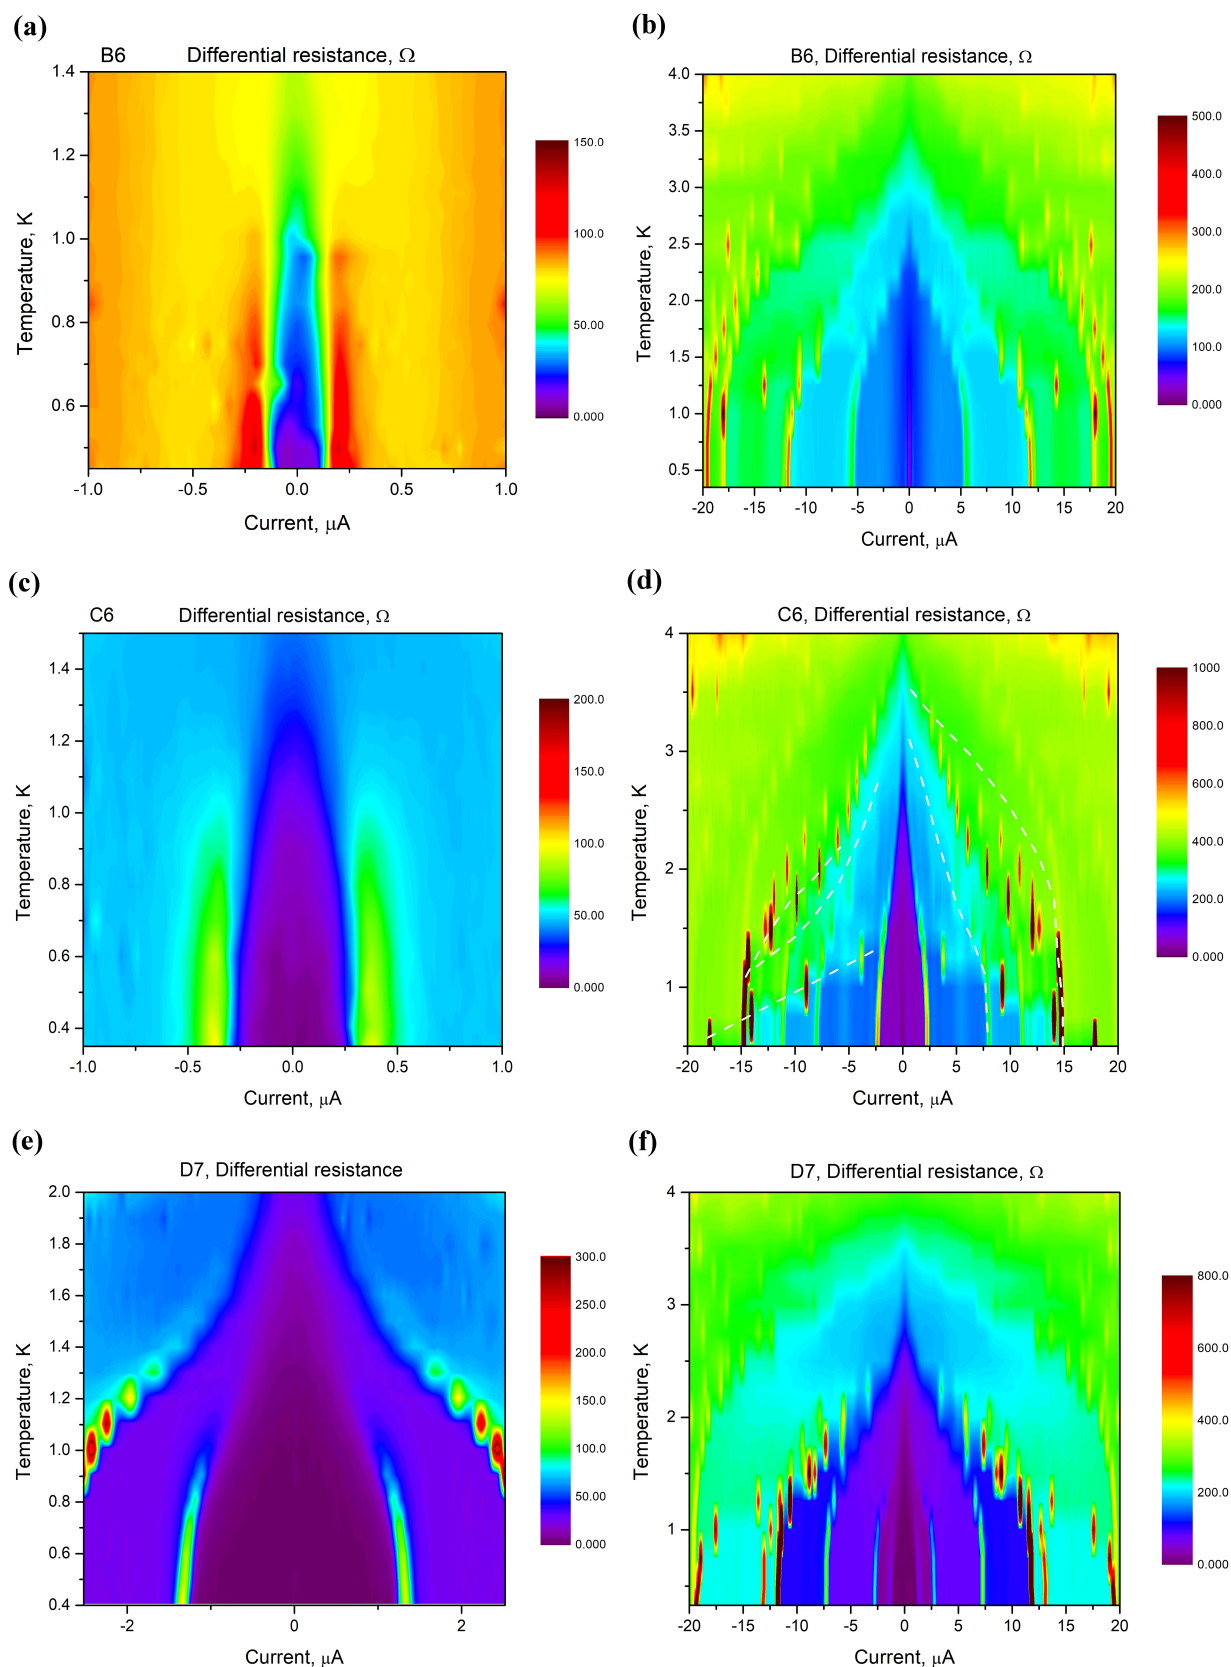 (a)
B6 Differential resistance, Ω
1.4
1.2
1.0
0.8
0.6
Temperature, K
-1.0 -0.5 0.0 0.5 1.0
Current, μA
150.0
100.0
50.00
0.000
(b)
B6, Differential resistance, Ω
4.0
3.5
3.0
2.5
2.0
1.5
1.0
0.5
Temperature, K
-20 -15 -10 -5 0 5 10 15 20
Current, μA
500.0
400.0
300.0
200.0
100.0
0.000
(c)
C6 Differential resistance, Ω
1.4
1.2
1.0
0.8
0.6
0.4
Temperature, K
-1.0 -0.5 0.0 0.5 1.0
Current, μA
200.0
150.0
100.0
50.00
0.000
(d)
C6, Differential resistance, Ω
4
3
2
1
Temperature, K
-20 -15 -10 -5 0 5 10 15 20
Current, μA
1000
800.0
600.0
400.0
200.0
0.000
(e)
D7, Differential resistance
2.0
1.8
1.6
1.4
1.2
1.0
0.8
0.6
0.4
Temperature, K
-2 0 2
Current, μA
300.0
250.0
200.0
150.0
100.0
50.00
0.000
(f)
D7, Differential resistance, Ω
4
3
2
1
Temperature, K
-20 -15 -10 -5 0 5 10 15 20
Current, μA
800.0
600.0
400.0
200.0
0.000